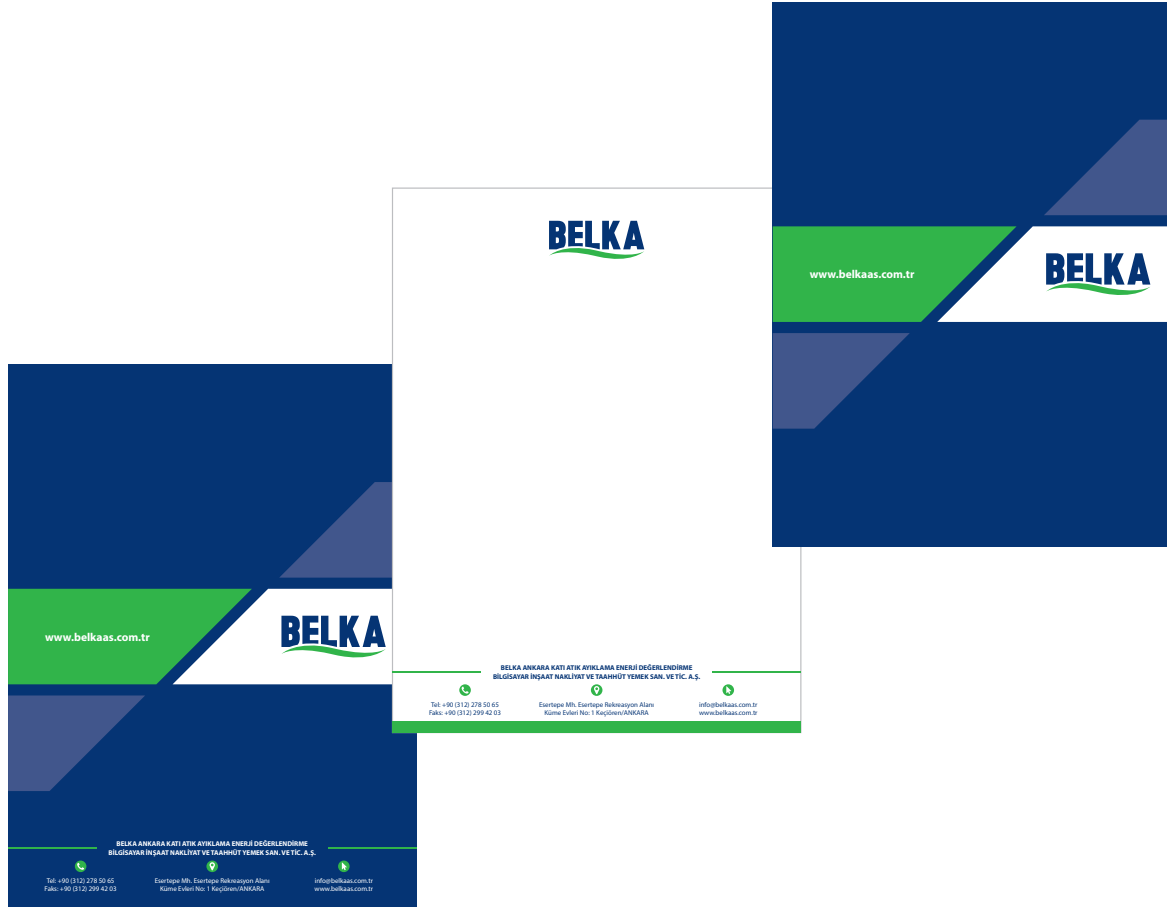 www.belkaas.com.tr
BELKA
BELKA
BELKA ANKARA KATI ATIK AYIKLAMA ENERJİ DEĞERLENDİRME
BİLGİSAYAR İNŞAAT NAKLİYAT VE TAAHHÜT YEMEK SAN. VE TİC. A.Ş.
Tel: +90 (312) 278 50 65
Faks: +90 (312) 299 42 03
Esertepe Mh. Esertepe Rekreasyon Alanı
Küme Evleri No: 1 Keçiören/ANKARA
info@belkaas.com.tr
www.belkaas.com.tr
www.belkaas.com.tr
BELKA
BELKA ANKARA KATI ATIK AYIKLAMA ENERJİ DEĞERLENDİRME
BİLGİSAYAR İNŞAAT NAKLİYAT VE TAAHHÜT YEMEK SAN. VE TİC. A.Ş.
Tel: +90 (312) 278 50 65
Faks: +90 (312) 299 42 03
Esertepe Mh. Esertepe Rekreasyon Alanı
Küme Evleri No: 1 Keçiören/ANKARA
info@belkaas.com.tr
www.belkaas.com.tr